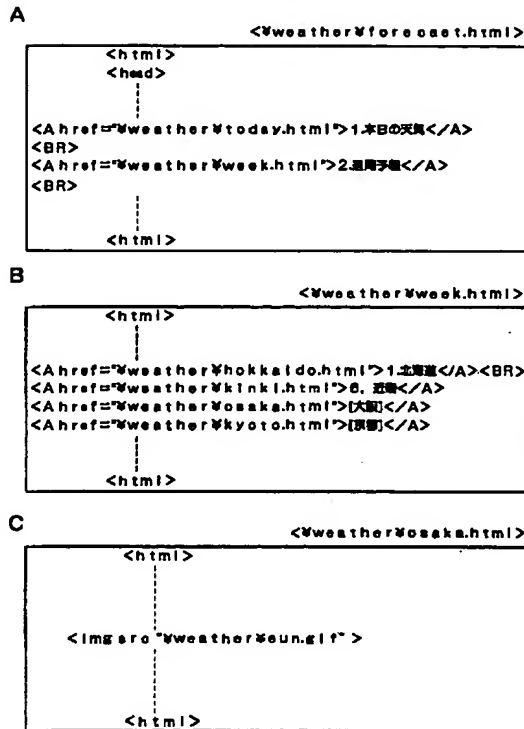 A
<¥weather¥forecast.html>
<html>
<head>
<A href="¥weather¥today.html">1.本日の天気</A>
<BR>
<A href="¥weather¥week.html">2.週間予報</A>
<BR>
<html>
B
<¥weather¥week.html>
<html>
<A href="¥weather¥hokkaido.html">1.北海道</A><BR>
<A href="¥weather¥kinki.html">6. 近畿</A>
<A href="¥weather¥osaka.html">[大阪]</A>
<A href="¥weather¥kyoto.html">[京都]</A>
<html>
C
<¥weather¥osaka.html>
<html>
<img src "¥weather¥sun.gif" >
<html>